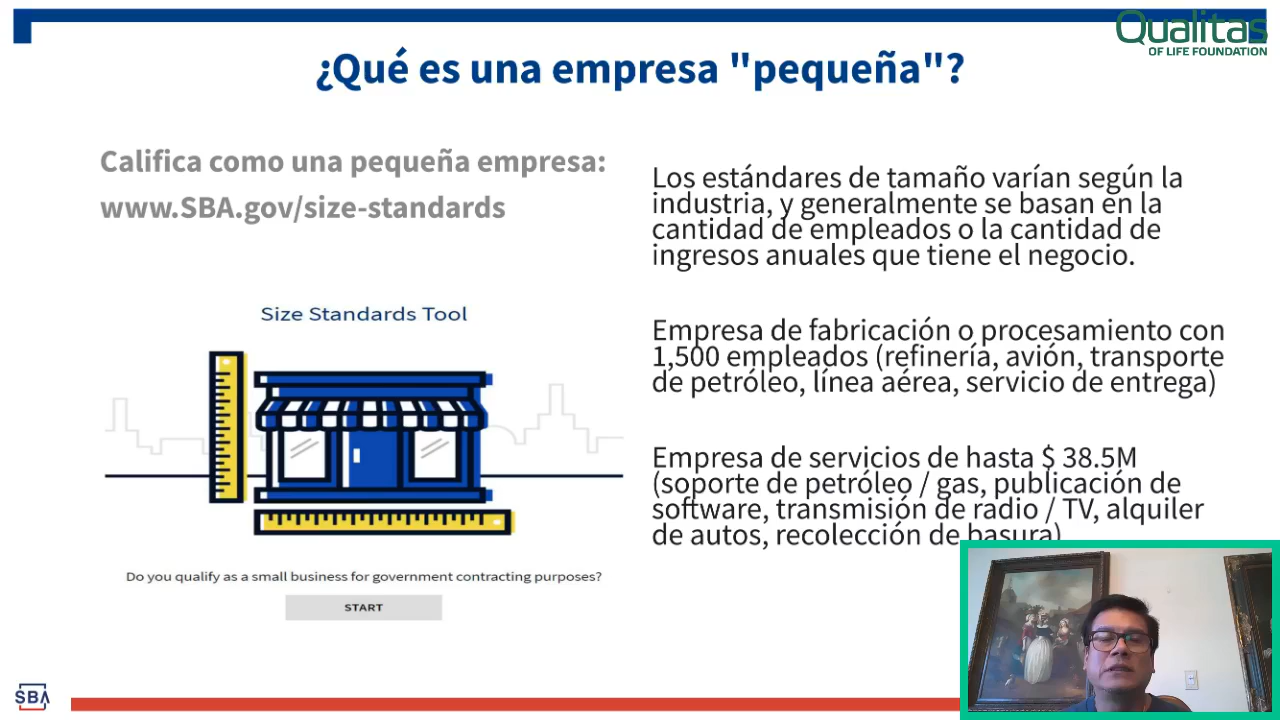 Qualitas
OF LIFE FOUNDATION
¿Qué es una empresa "pequeña"?
Califica como una pequeña empresa:
www.SBA.gov/size-standards
Size Standards Tool
Do you qualify as a small business for government contracting purposes?
START
Los estándares de tamaño varían según la
industria, y generalmente se basan en la
cantidad de empleados o la cantidad de
ingresos anuales que tiene el negocio.
Empresa de fabricación o procesamiento con
1,500 empleados (refinería, avión, transporte
de petróleo, línea aérea, servicio de entrega)
Empresa de servicios de hasta $ 38.5M
(soporte de petróleo / gas, publicación de
software, transmisión de radio / TV, alquiler
de autos, recolección de basura)
SBA